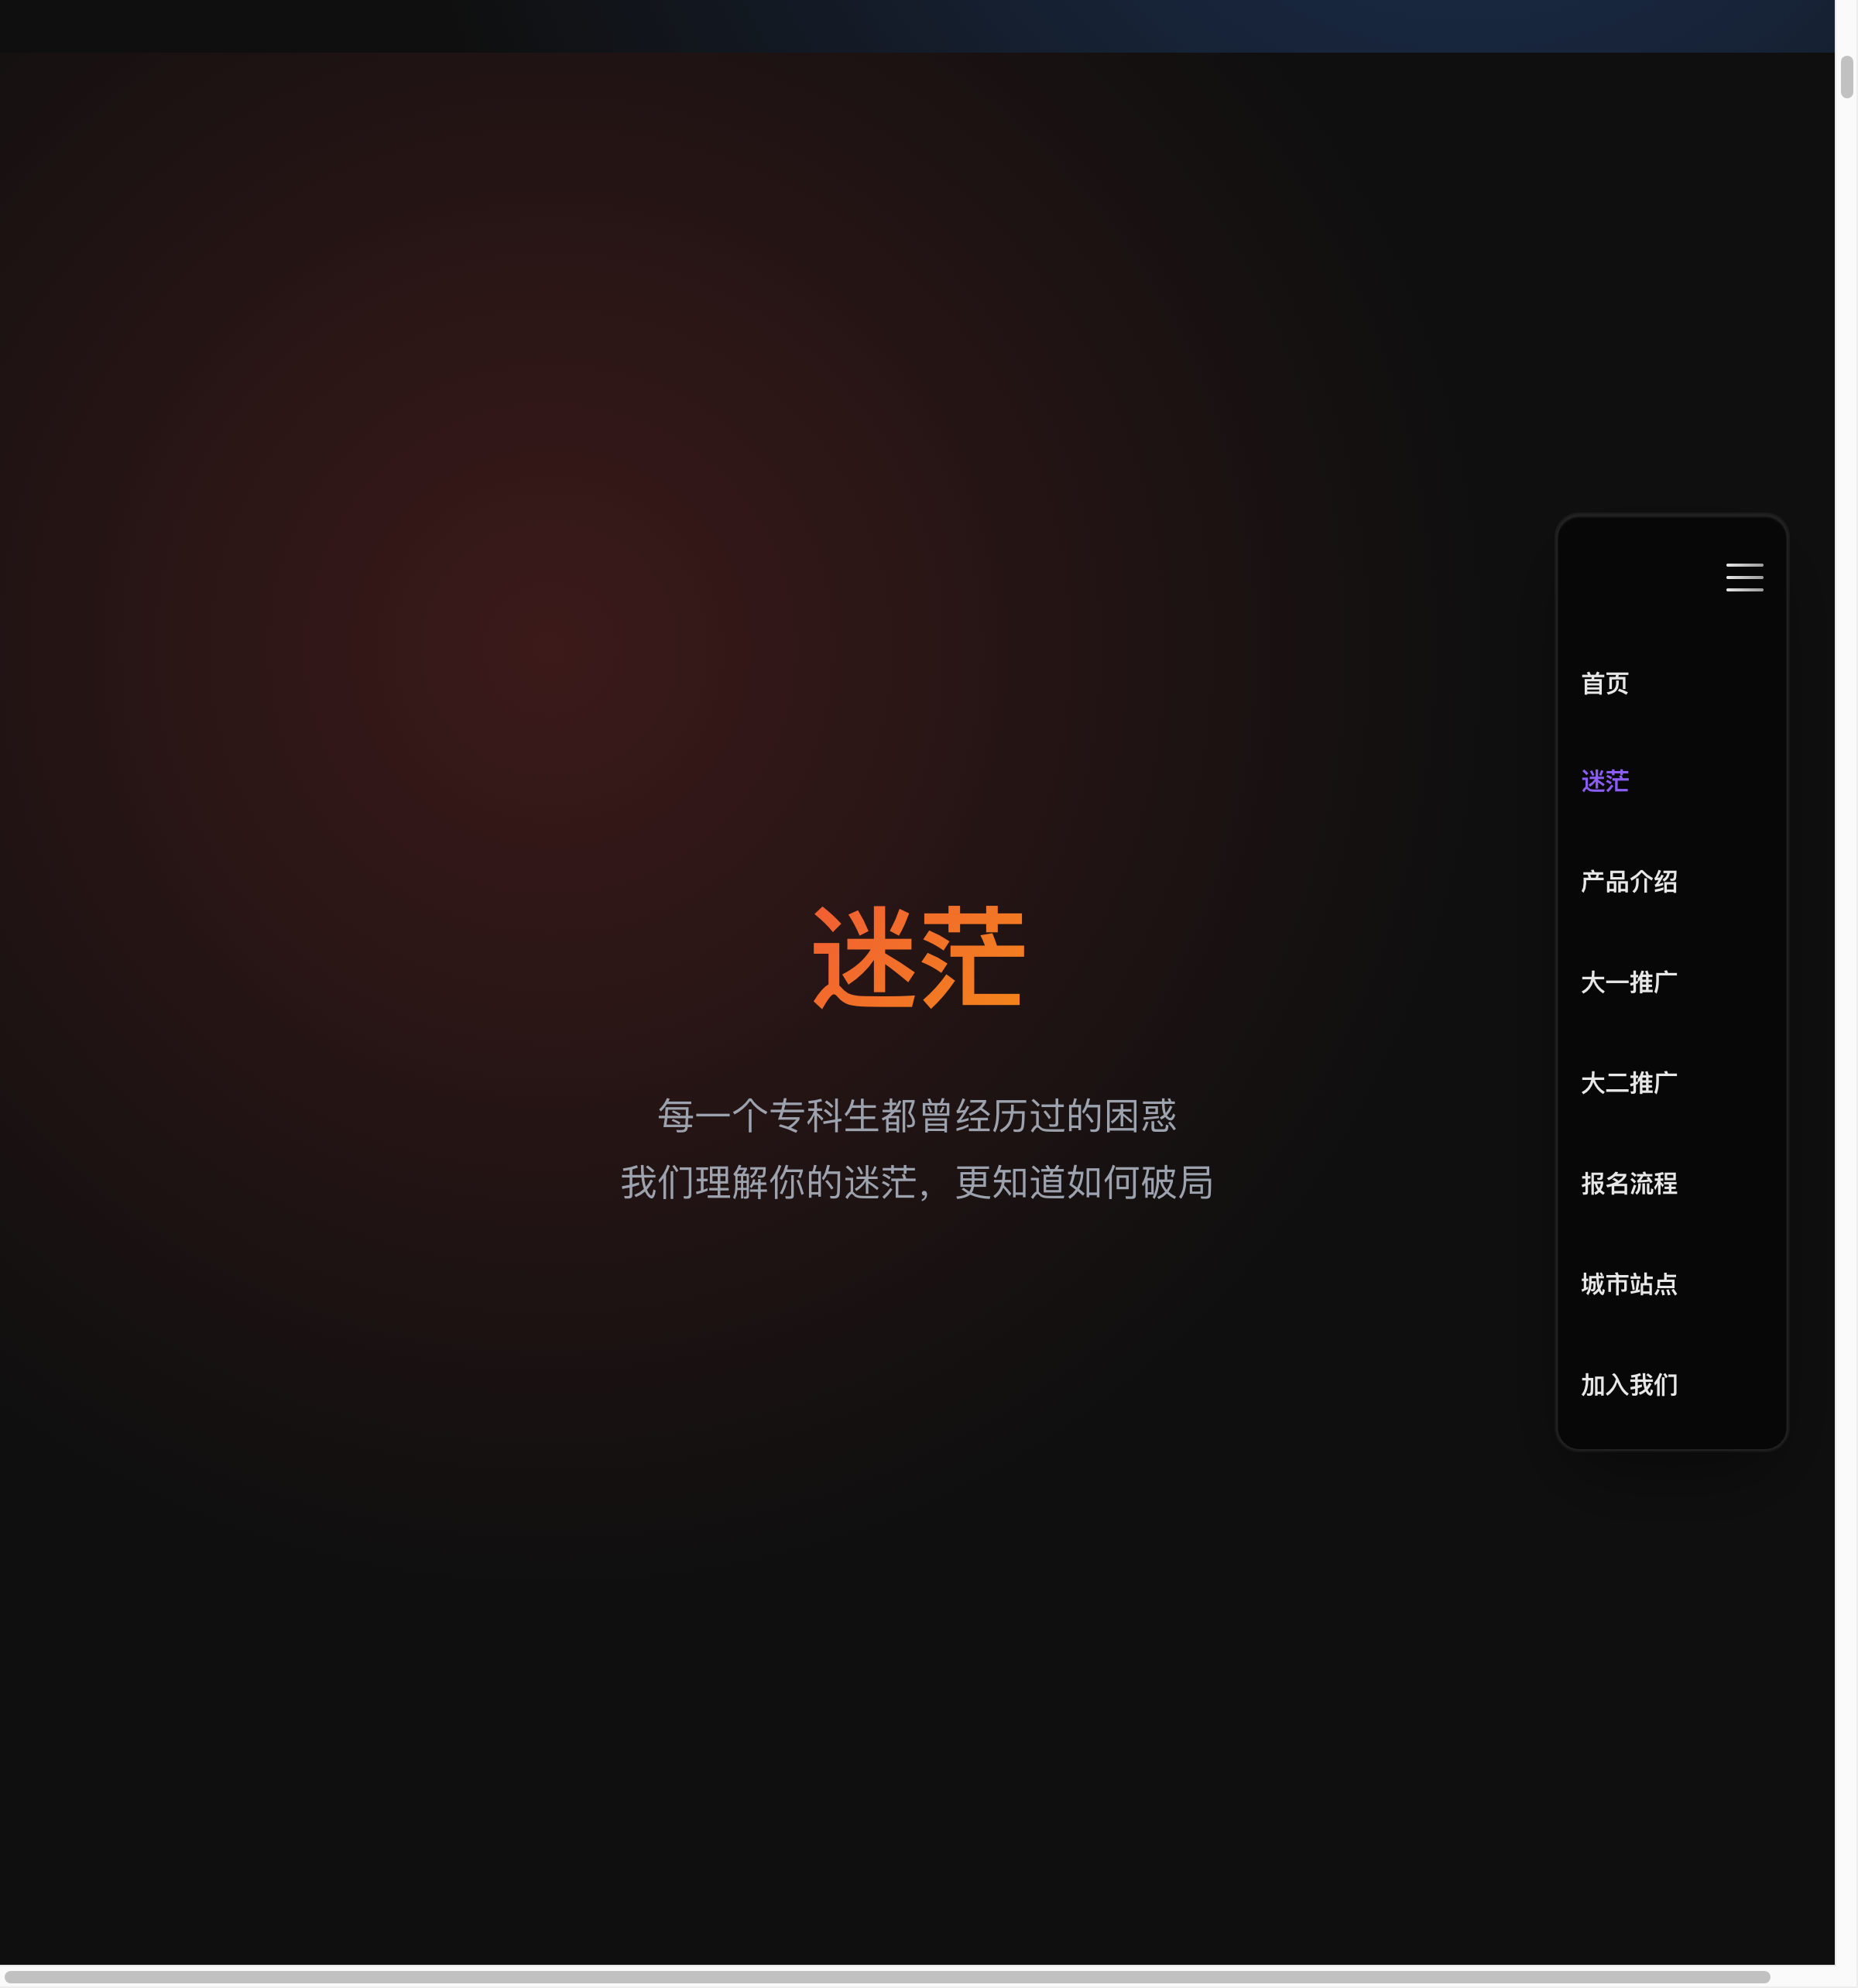 迷茫
每一个专科生都曾经历过的困惑
我们理解你的迷茫，更知道如何破局
首页
迷茫
产品介绍
大一推广
大二推广
报名流程
城市站点
加入我们